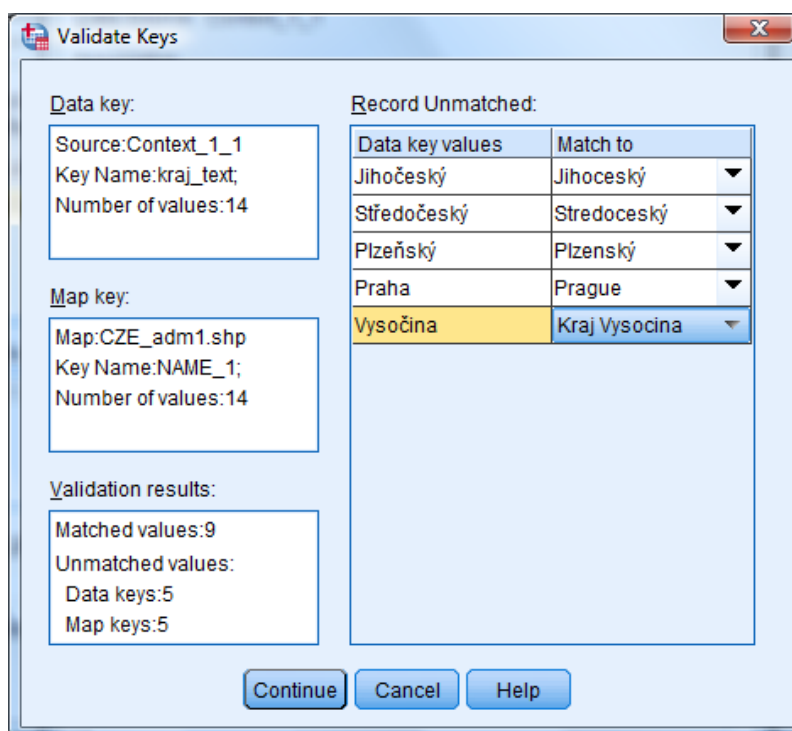 Validate Keys
Data key:
Source:Context_1_1
Key Name:kraj_text;
Number of values:14
Map key:
Map:CZE_adm1.shp
Key Name:NAME_1;
Number of values:14
Validation results:
Matched values:9
Unmatched values:
Data keys:5
Map keys:5
Record Unmatched:
Data key values Match to
Jihočeský Jihoceský
Středočeský Stredoceský
Plzeňský Plzenský
Praha Prague
Vysočina Kraj Vysocina
Continue Cancel Help